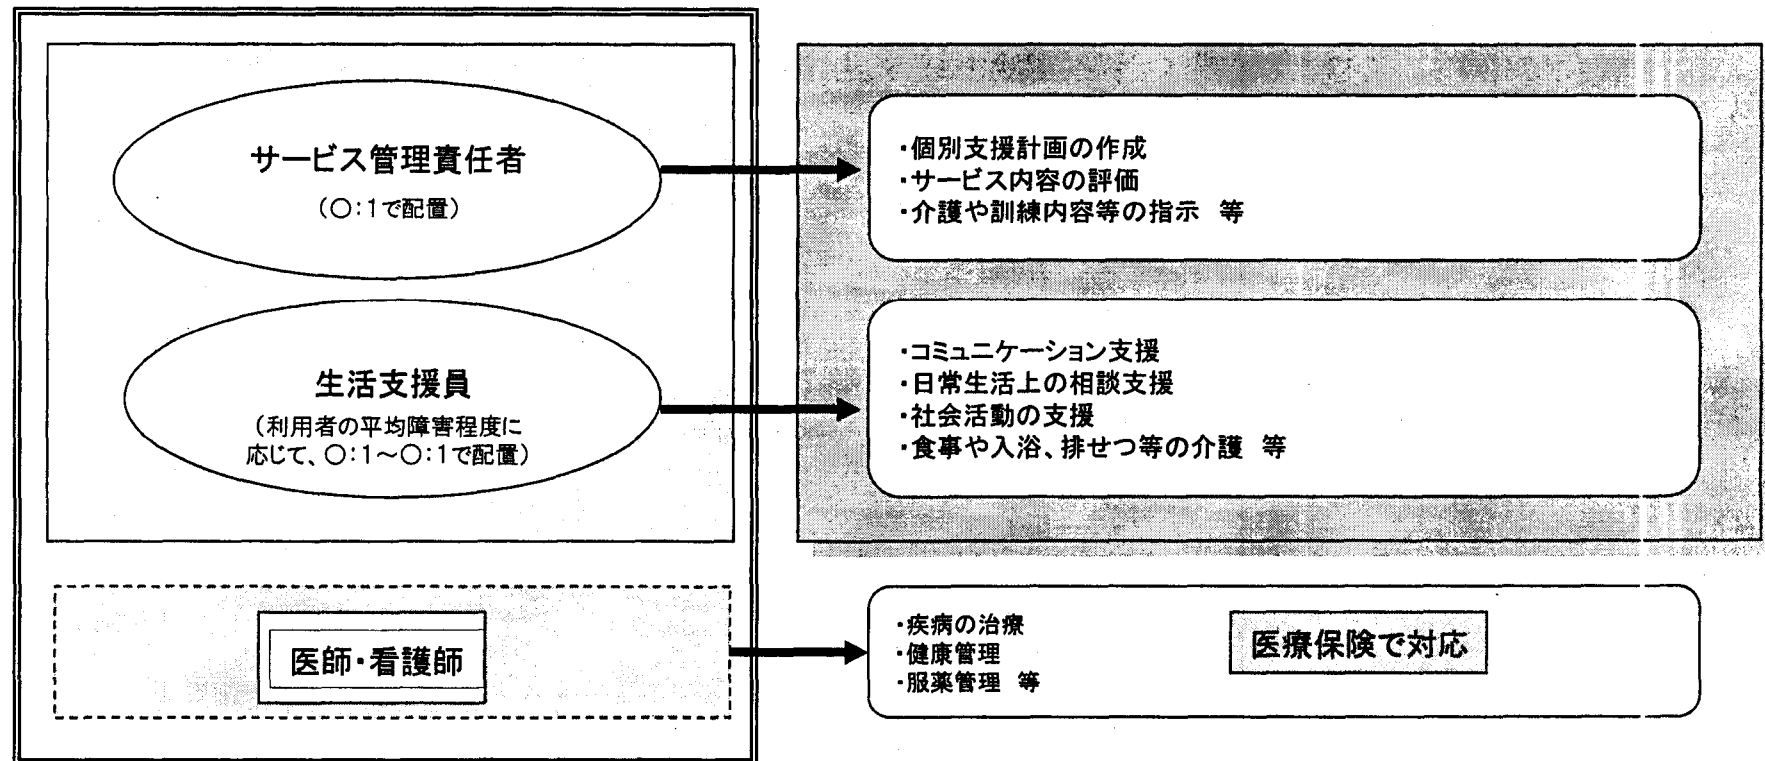 サービス管理責任者
（○：1で配置）
・個別支援計画の作成
・サービス内容の評価
・介護や訓練内容等の指示　等
生活支援員
（利用者の平均障害程度に
応じて、○：1～○：1で配置）
・コミュニケーション支援
・日常生活上の相談支援
・社会活動の支援
・食事や入浴、排せつ等の介護　等
医師・看護師
・疾病の治療
・健康管理
・服薬管理　等
医療保険で対応